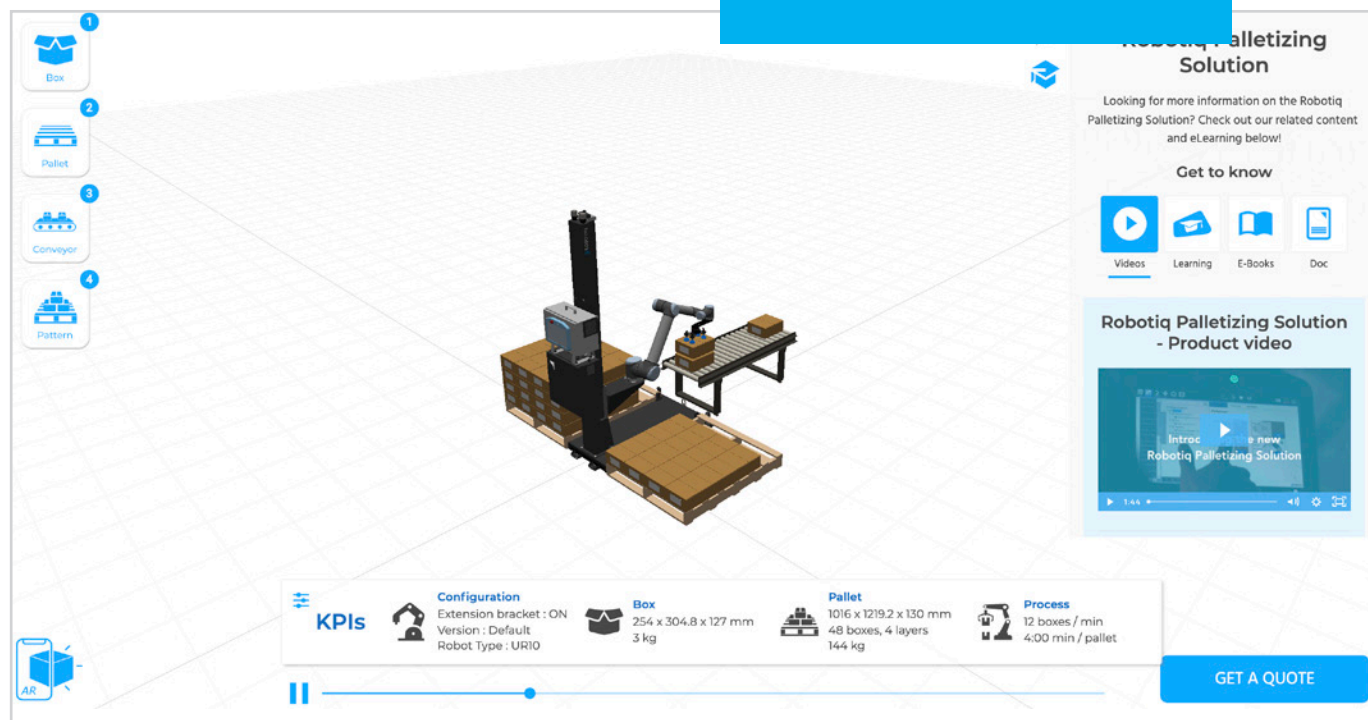 1
Box
2
Pallet
3
Conveyor
4
Pattern
AR
Robotiq Palletizing
Solution
Looking for more information on the Robotiq
Palletizing Solution? Check out our related content
and eLearning below!
Get to know
Videos
Learning
E-Books
Doc
Robotiq Palletizing Solution
- Product video
the new
Robotiq Palletizing Solution
1:44
KPIs
Configuration
Extension bracket : ON
Version : Default
Robot Type : UR10
Box
254 x 304.8 x 127 mm
3 kg
Pallet
1016 x 1219.2 x 130 mm
48 boxes, 4 layers
144 kg
Process
12 boxes / min
4:00 min / pallet
GET A QUOTE